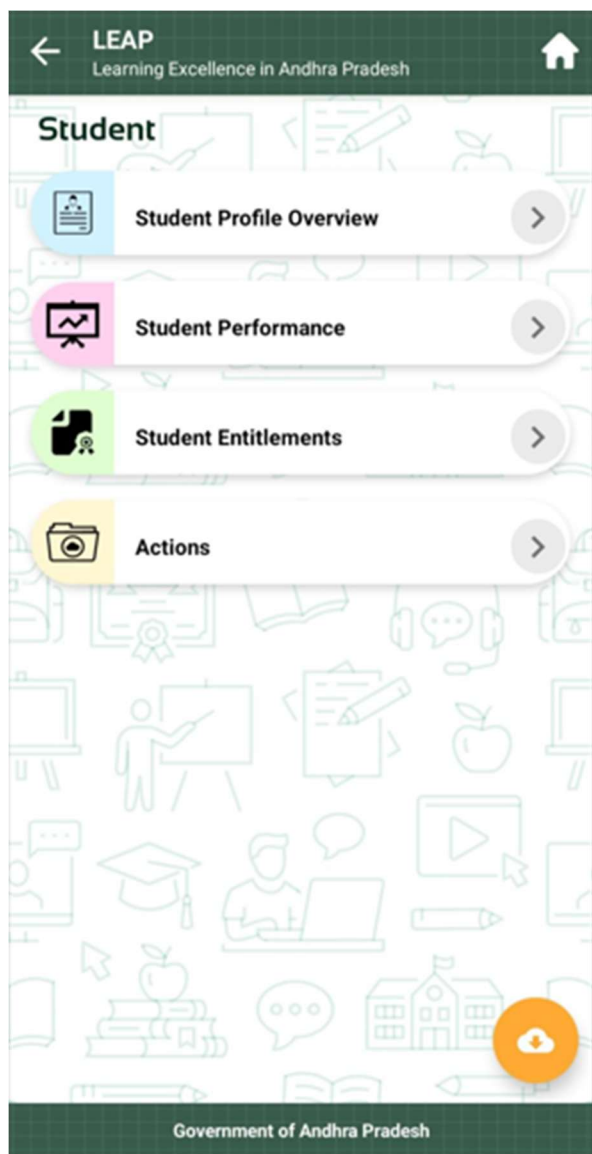 LEAP
Learning Excellence in Andhra Pradesh
Student
Student Profile Overview
Student Performance
Student Entitlements
Actions
Government of Andhra Pradesh